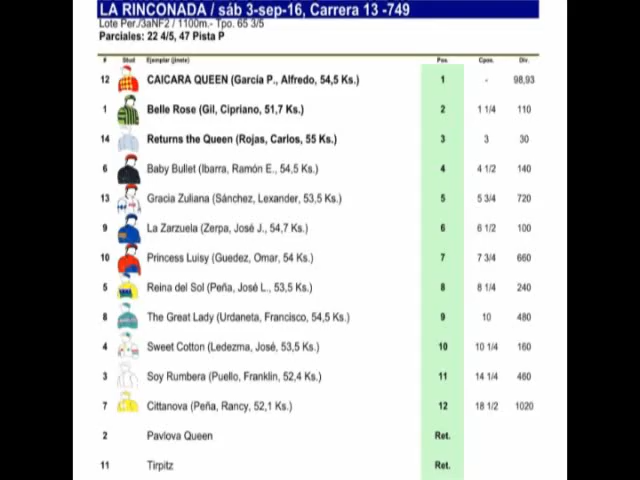 LA RINCONADA / sáb 3-sep-16, Carrera 13 -749
Lote Per./3aNF2 / 1100m.- Tpo. 65 3/5
Parciales: 22 4/5, 47 Pista P
# Stud Ejemplar (jinete) Pos. Cpos. Div.
12 CAICARA QUEEN (García P., Alfredo, 54,5 Ks.) 1 - 98,93
1 Belle Rose (Gil, Cipriano, 51,7 Ks.) 2 1 1/4 110
14 Returns the Queen (Rojas, Carlos, 55 Ks.) 3 3 30
6 Baby Bullet (Ibarra, Ramón E., 54,5 Ks.) 4 4 1/2 140
13 Gracia Zuliana (Sánchez, Lexander, 53,5 Ks.) 5 5 3/4 720
9 La Zarzuela (Zerpa, José J., 54,7 Ks.) 6 6 1/2 100
10 Princess Luisy (Guedez, Omar, 54 Ks.) 7 7 3/4 660
5 Reina del Sol (Peña, José L., 53,5 Ks.) 8 8 1/4 240
8 The Great Lady (Urdaneta, Francisco, 54,5 Ks.) 9 10 480
4 Sweet Cotton (Ledezma, José, 53,5 Ks.) 10 10 1/4 160
3 Soy Rumbera (Puello, Franklin, 52,4 Ks.) 11 14 1/4 460
7 Cittanova (Peña, Rancy, 52,1 Ks.) 12 18 1/2 1020
2 Pavlova Queen Ret.
11 Tirpitz Ret.